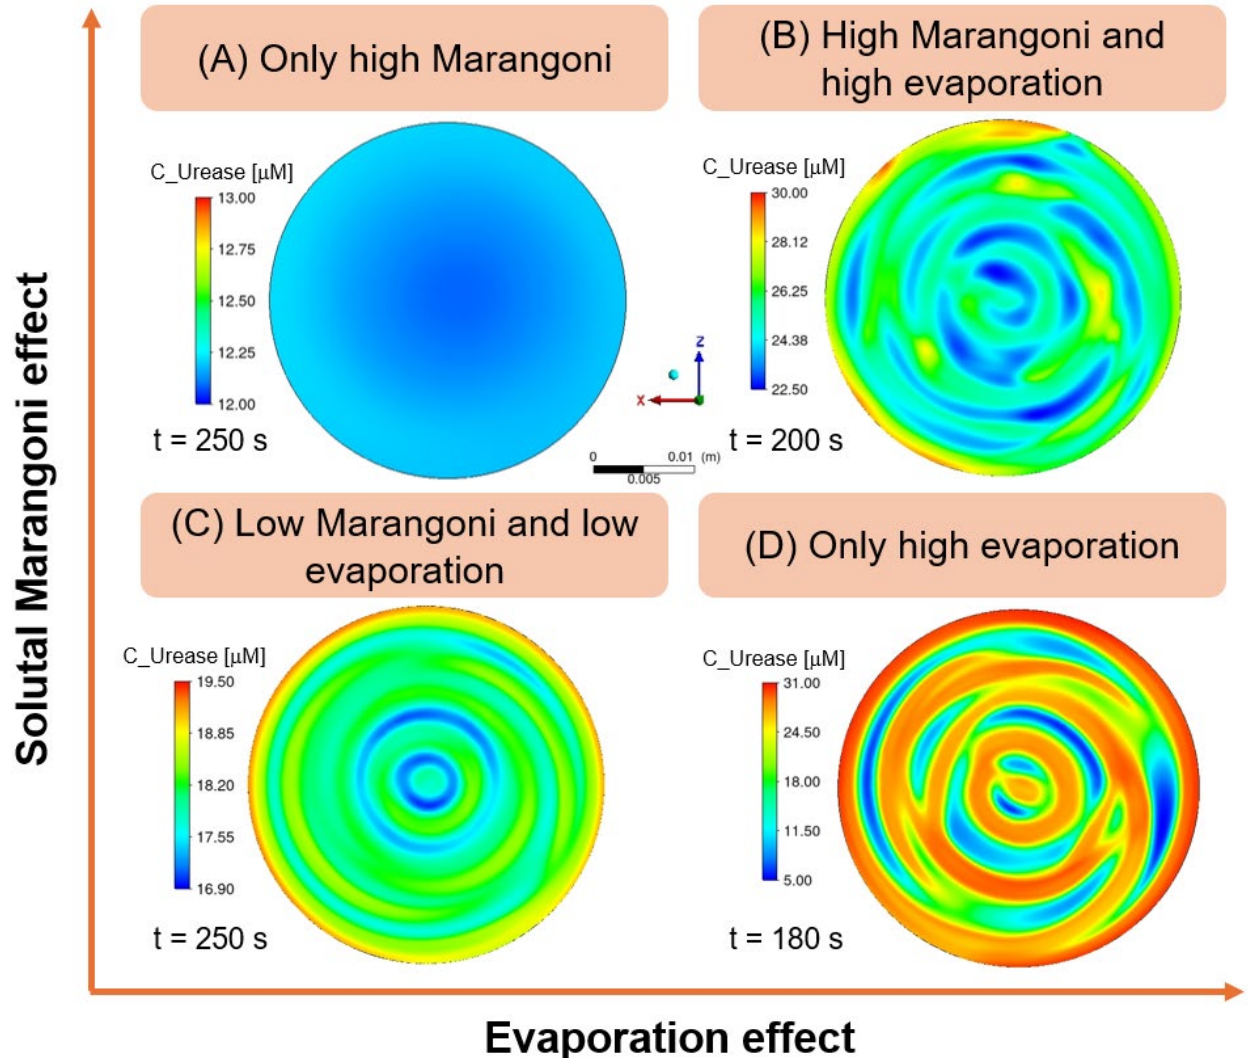 (A) Only high Marangoni
(B) High Marangoni and
high evaporation
C_Urease [μM]
13.00
12.75
12.50
12.25
12.00
t = 250 s
Z
X
0
0.01 (m)
0.005
C_Urease [μM]
30.00
28.12
26.25
24.38
22.50
t = 200 s
Solutal Marangoni effect
(C) Low Marangoni and low
evaporation
(D) Only high evaporation
C_Urease [μM]
19.50
18.85
18.20
17.55
16.90
t = 250 s
C_Urease [μM]
31.00
24.50
18.00
11.50
5.00
t = 180 s
Evaporation effect